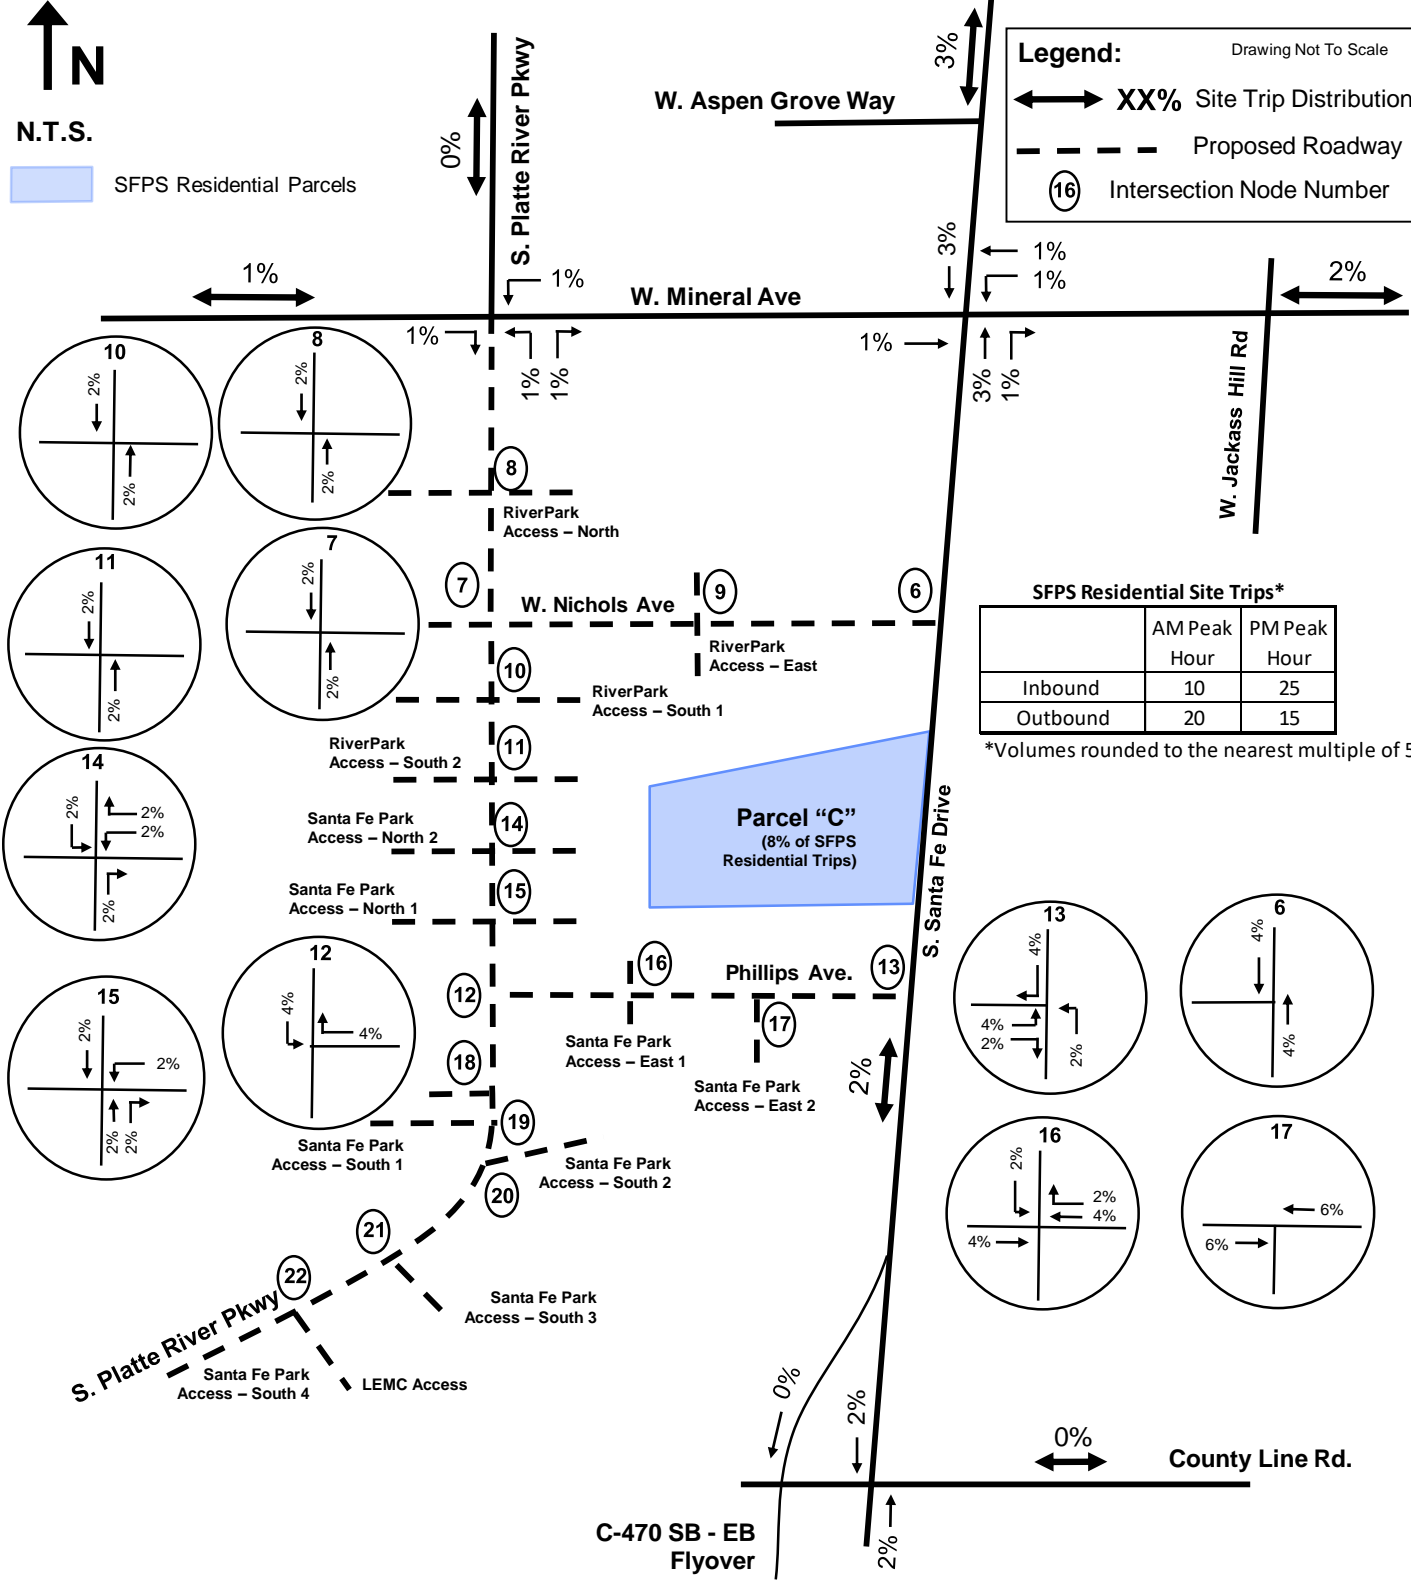 N
N.T.S.
SFPS Residential Parcels
0%
S. Platte River Pkwy
W. Aspen Grove Way
3%
Legend:
Drawing Not To Scale
XX% Site Trip Distribution
Proposed Roadway
16 Intersection Node Number
1%
1%
W. Mineral Ave
3%
1%
1%
2%
1%
1%
1%
1%
3%
1%
W. Jackass Hill Rd
10
2%
2%
8
2%
2%
8
RiverPark
Access – North
11
2%
2%
7
2%
2%
7
W. Nichols Ave
9
6
RiverPark
Access – East
10
RiverPark
Access – South 1
SFPS Residential Site Trips*
AM Peak
Hour
PM Peak
Hour
Inbound 10 25
Outbound 20 15
*Volumes rounded to the nearest multiple of 5
RiverPark
Access – South 2
11
14
2%
2%
2%
2%
Santa Fe Park
Access – North 2
14
Parcel “C”
(8% of SFPS
Residential Trips)
S. Santa Fe Drive
Santa Fe Park
Access – North 1
15
12
4%
4%
15
2%
2%
2%
2%
12
16
Phillips Ave.
13
17
Santa Fe Park
Access – East 1
Santa Fe Park
Access – East 2
2%
13
4%
4%
2%
2%
6
4%
4%
18
19
Santa Fe Park
Access – South 1
Santa Fe Park
Access – South 2
20
16
2%
2%
4%
4%
17
6%
6%
21
22
Santa Fe Park
Access – South 3
S. Platte River Pkwy
Santa Fe Park
Access – South 4
LEMC Access
0%
2%
0%
County Line Rd.
C-470 SB - EB
Flyover
2%